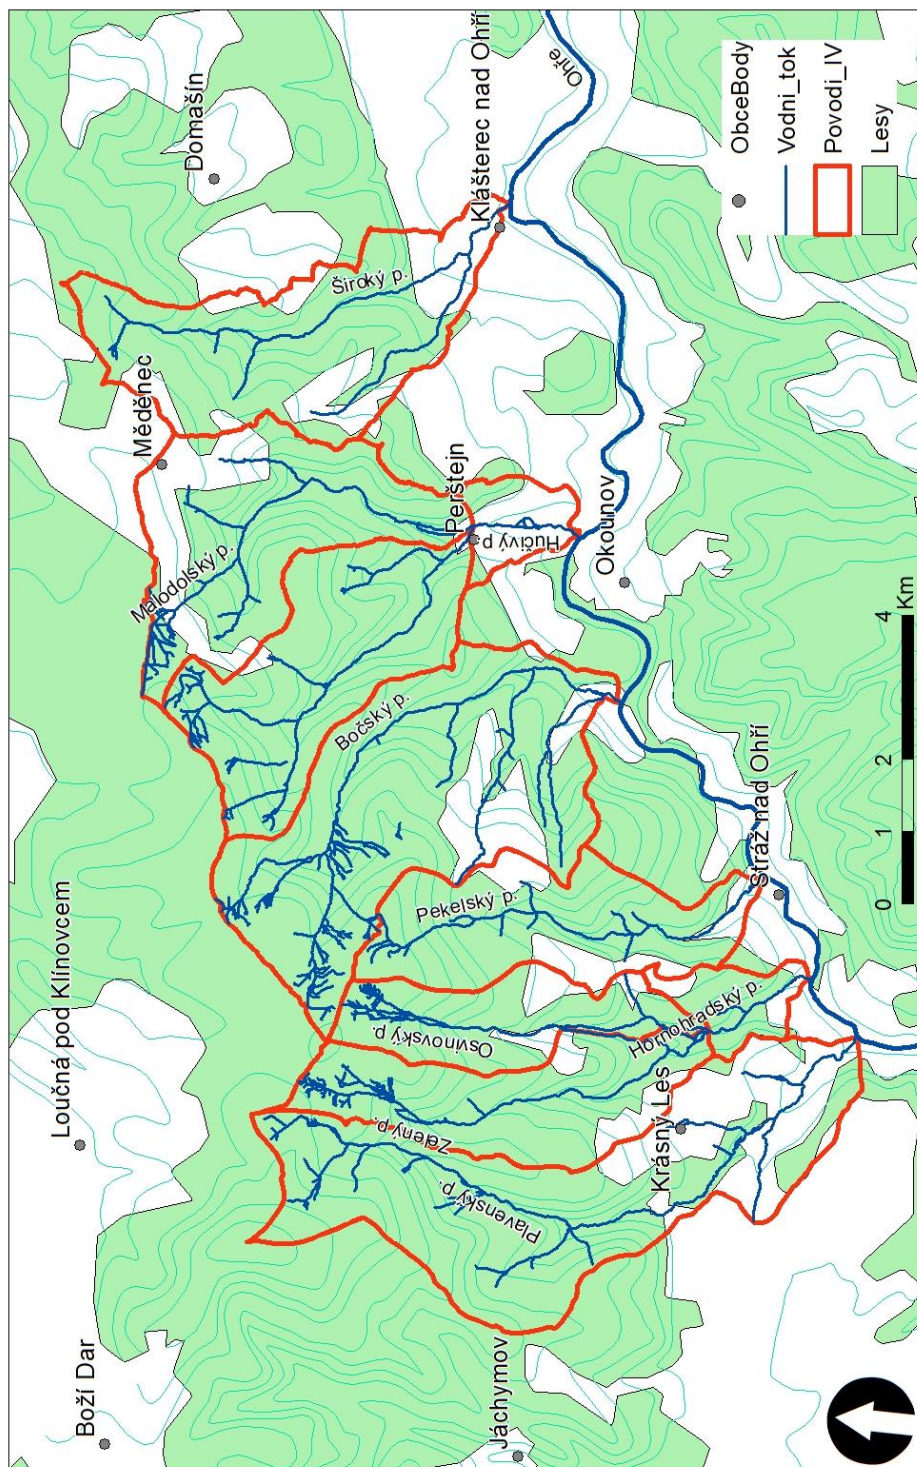 Boží Dar
Loučná pod Klínovcem
Měděnec
Domašín
Malodolský p.
Široký p.
Bočský p.
Perštejn
Klášterec nad Ohří
Ohře
Hučivý p.
Okounov
Jáchymov
Plavenský p.
Zelený p.
Osvinovský p.
Pekelský p.
Krásný Les
Hornohradský p.
Stráž nad Ohří
0
1
2
4
Km
ObceBody
Vodni_tok
Povodi_IV
Lesy